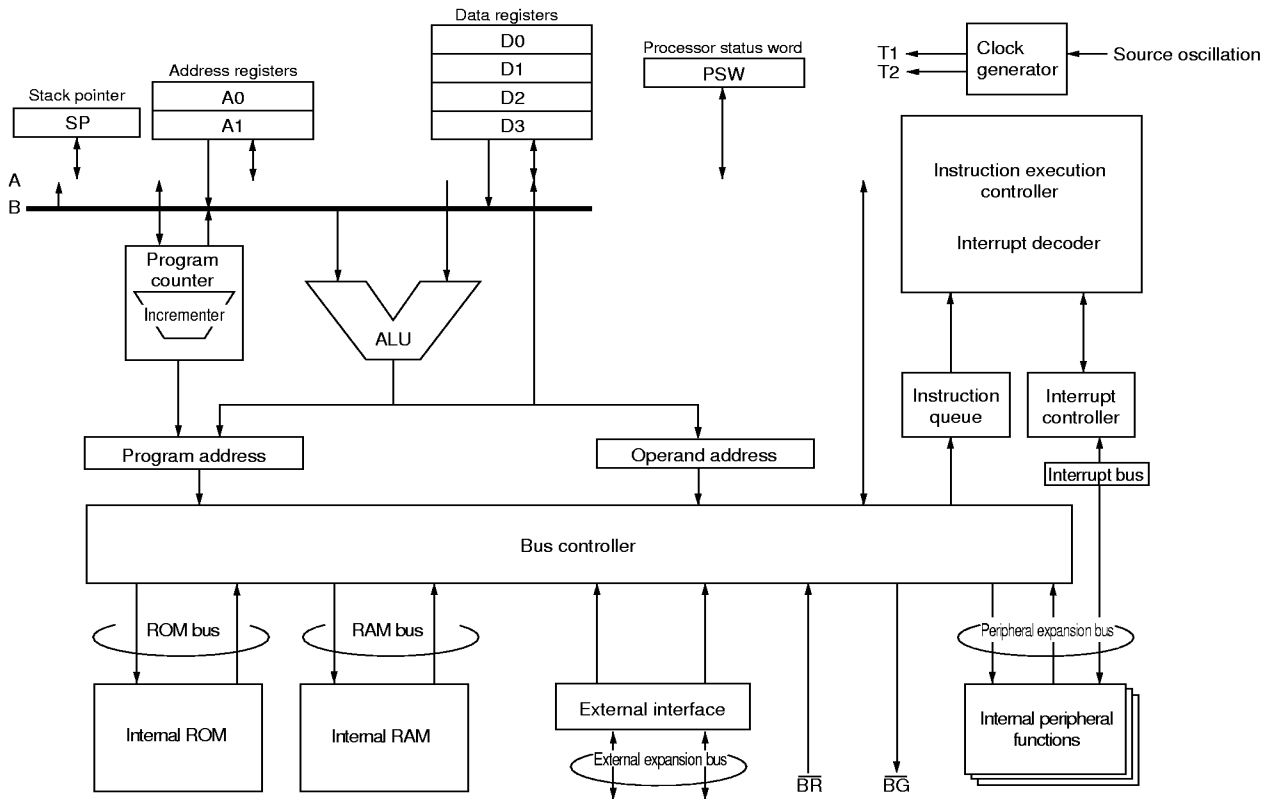 Data registers
D0
D1
D2
D3
Processor status word
PSW
T1
T2
Clock
generator
Source oscillation
Address registers
A0
A1
Stack pointer
SP
A
B
Instruction execution
controller
Interrupt decoder
Program
counter
Incrementer
ALU
Instruction
queue
Interrupt
controller
Program address
Operand address
Interrupt bus
Bus controller
ROM bus
RAM bus
Peripheral expansion bus
Internal ROM
Internal RAM
External interface
Internal peripheral
functions
External expansion bus
B̅R̅
B̅G̅